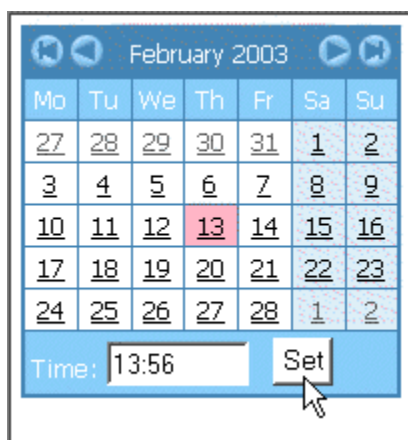 February 2003
Mo Tu We Th Fr Sa Su
27 28 29 30 31 1 2
3 4 5 6 7 8 9
10 11 12 13 14 15 16
17 18 19 20 21 22 23
24 25 26 27 28 1 2
Time: 13:56 Set